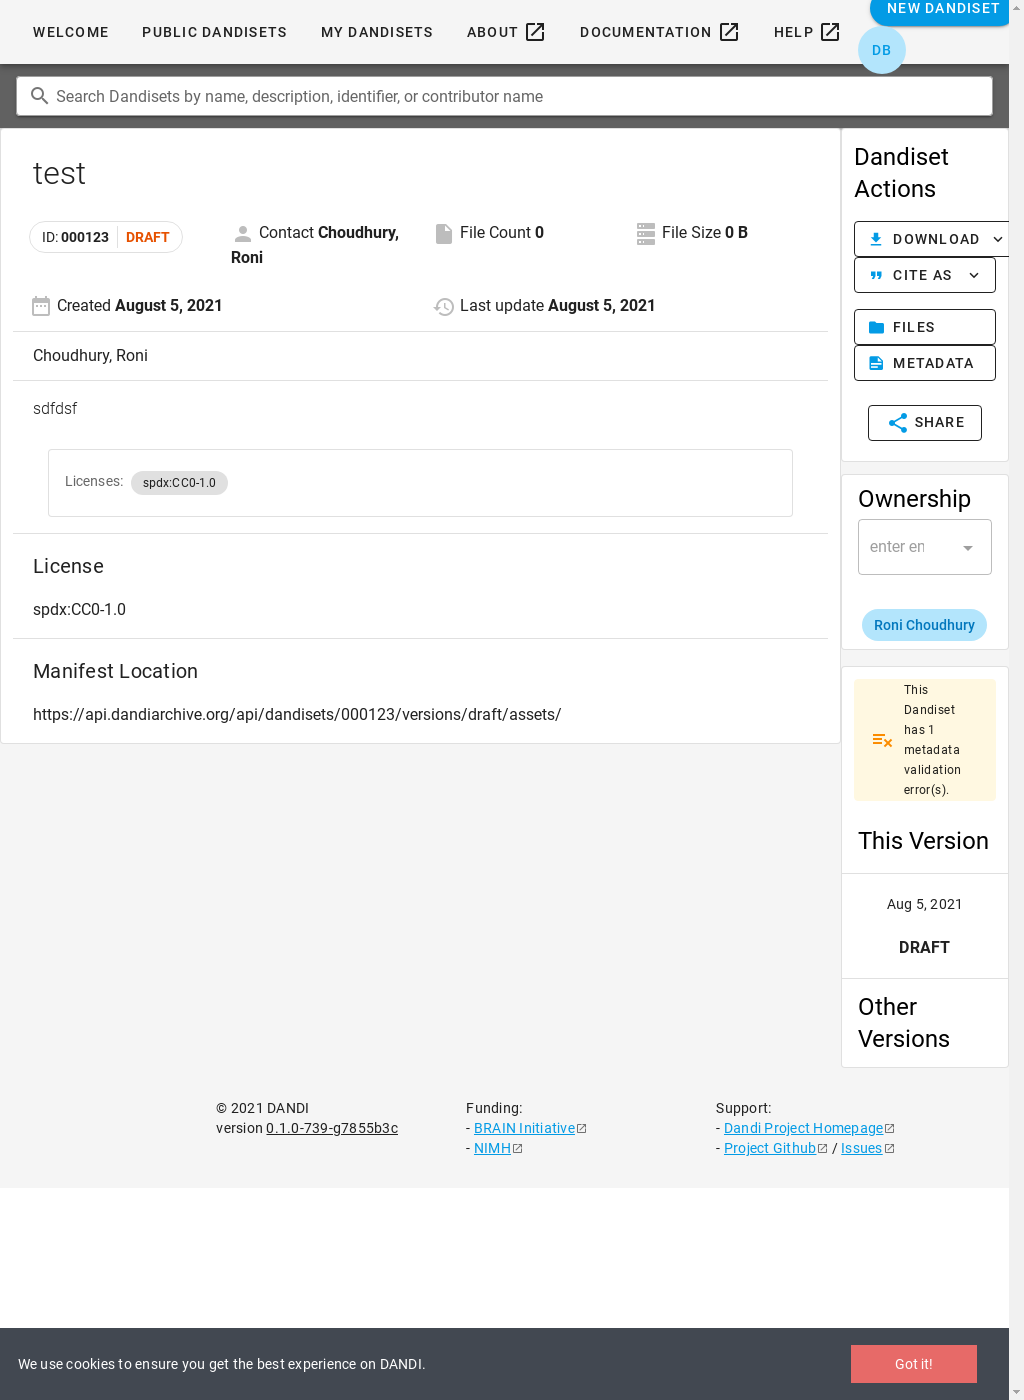 WELCOME PUBLIC DANDISETS MY DANDISETS ABOUT DOCUMENTATION HELP NEW DANDISET
DB
Search Dandisets by name, description, identifier, or contributor name
test
ID: 000123 DRAFT
Contact Choudhury,
Roni
File Count 0
File Size 0 B
Created August 5, 2021
Last update August 5, 2021
Choudhury, Roni
sdfdsf
Licenses: spdx:CC0-1.0
License
spdx:CC0-1.0
Manifest Location
https://api.dandiarchive.org/api/dandisets/000123/versions/draft/assets/
Dandiset
Actions
DOWNLOAD
CITE AS
FILES
METADATA
SHARE
Ownership
enter en
Roni Choudhury
This
Dandiset
has 1
metadata
validation
error(s).
This Version
Aug 5, 2021
DRAFT
Other
Versions
© 2021 DANDI
version 0.1.0-739-g7855b3c
Funding:
- BRAIN Initiative
- NIMH
Support:
- Dandi Project Homepage
- Project Github / Issues
We use cookies to ensure you get the best experience on DANDI.
Got it!